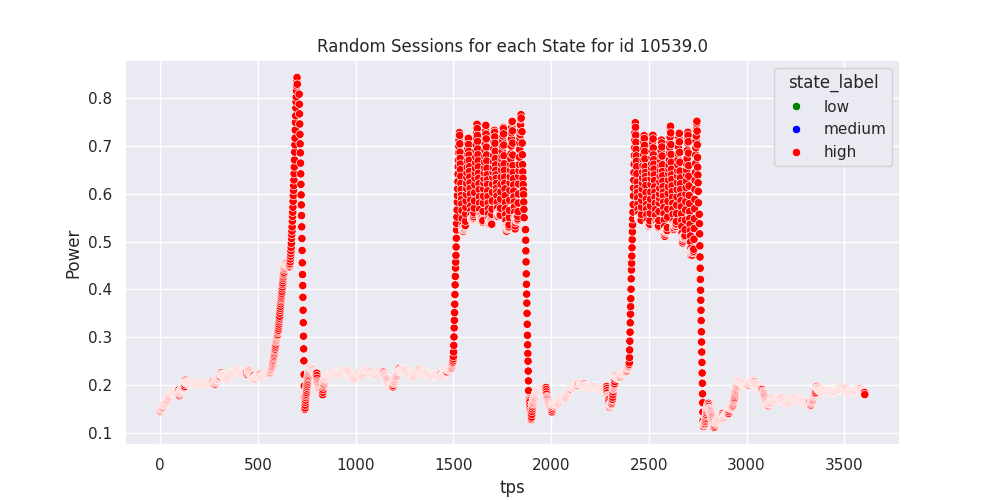 Random Sessions for each State for id 10539.0
state_label
low
medium
high
Power
0.8
0.7
0.6
0.5
0.4
0.3
0.2
0.1
0 500 1000 1500 2000 2500 3000 3500
tps